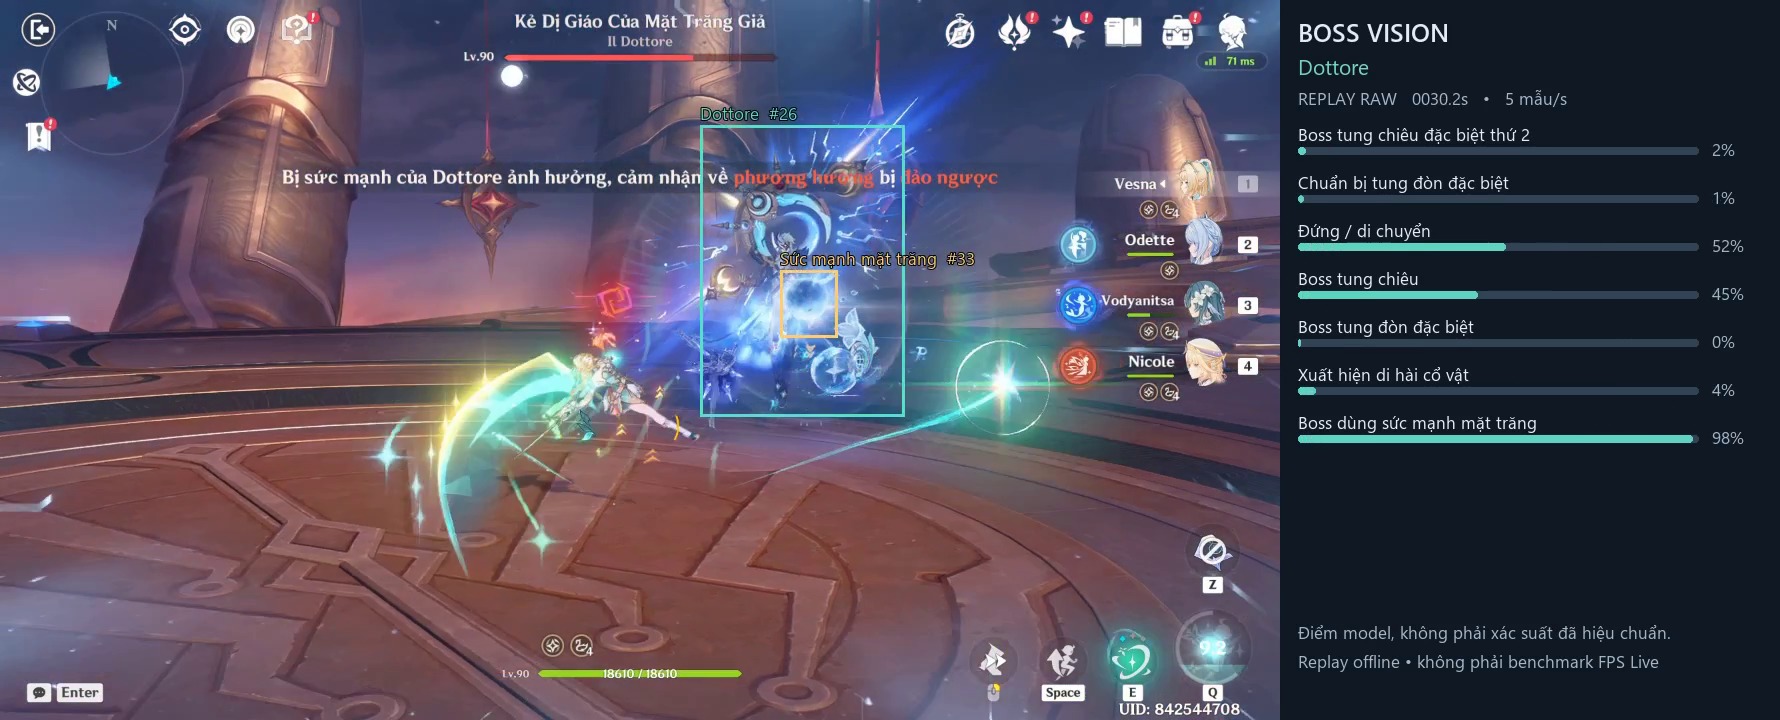 N
Kẻ Dị Giáo Của Mặt Trăng Giả
Il Dottore
Lv.90
71 ms
Dottore #26
Bị sức mạnh của Dottore ảnh hưởng, cảm nhận về phương hướng bị đảo ngược
Vesna
1
4
Odette
2
Sức mạnh mặt trăng #33
Vodyanitsa
3
4
Nicole
4
4
Z
4
Lv.90
18610 / 18610
9.2
Space
E
Q
Enter
UID: 842544708
BOSS VISION
Dottore
REPLAY RAW 0030.2s • 5 mẫu/s
Boss tung chiêu đặc biệt thứ 2
2%
Chuẩn bị tung đòn đặc biệt
1%
Đứng / di chuyển
52%
Boss tung chiêu
45%
Boss tung đòn đặc biệt
0%
Xuất hiện di hài cổ vật
4%
Boss dùng sức mạnh mặt trăng
98%
Điểm model, không phải xác suất đã hiệu chuẩn.
Replay offline • không phải benchmark FPS Live